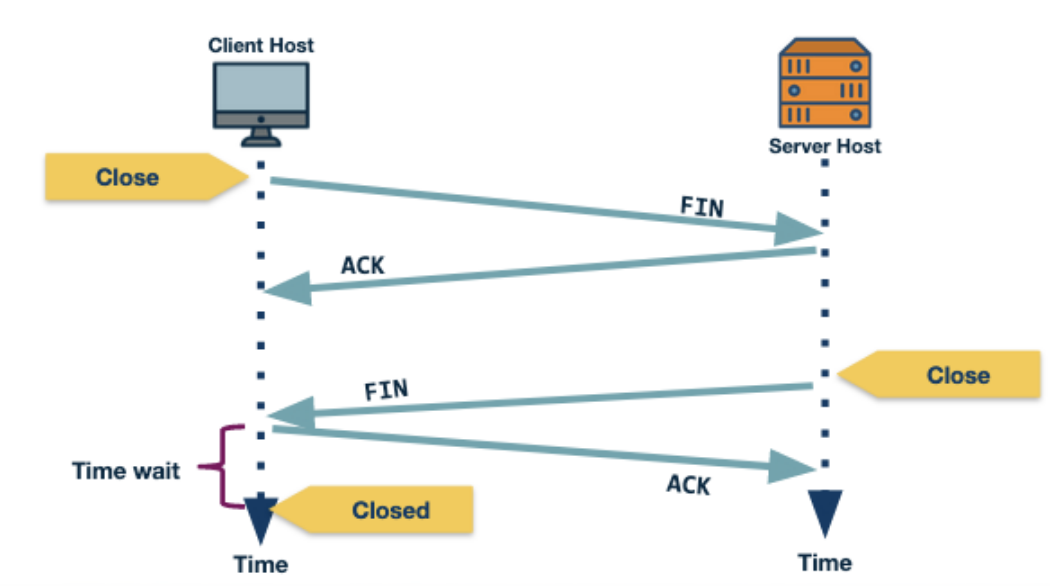 Client Host
Server Host
Close
FIN
ACK
Close
FIN
Time wait
ACK
Closed
Time
Time